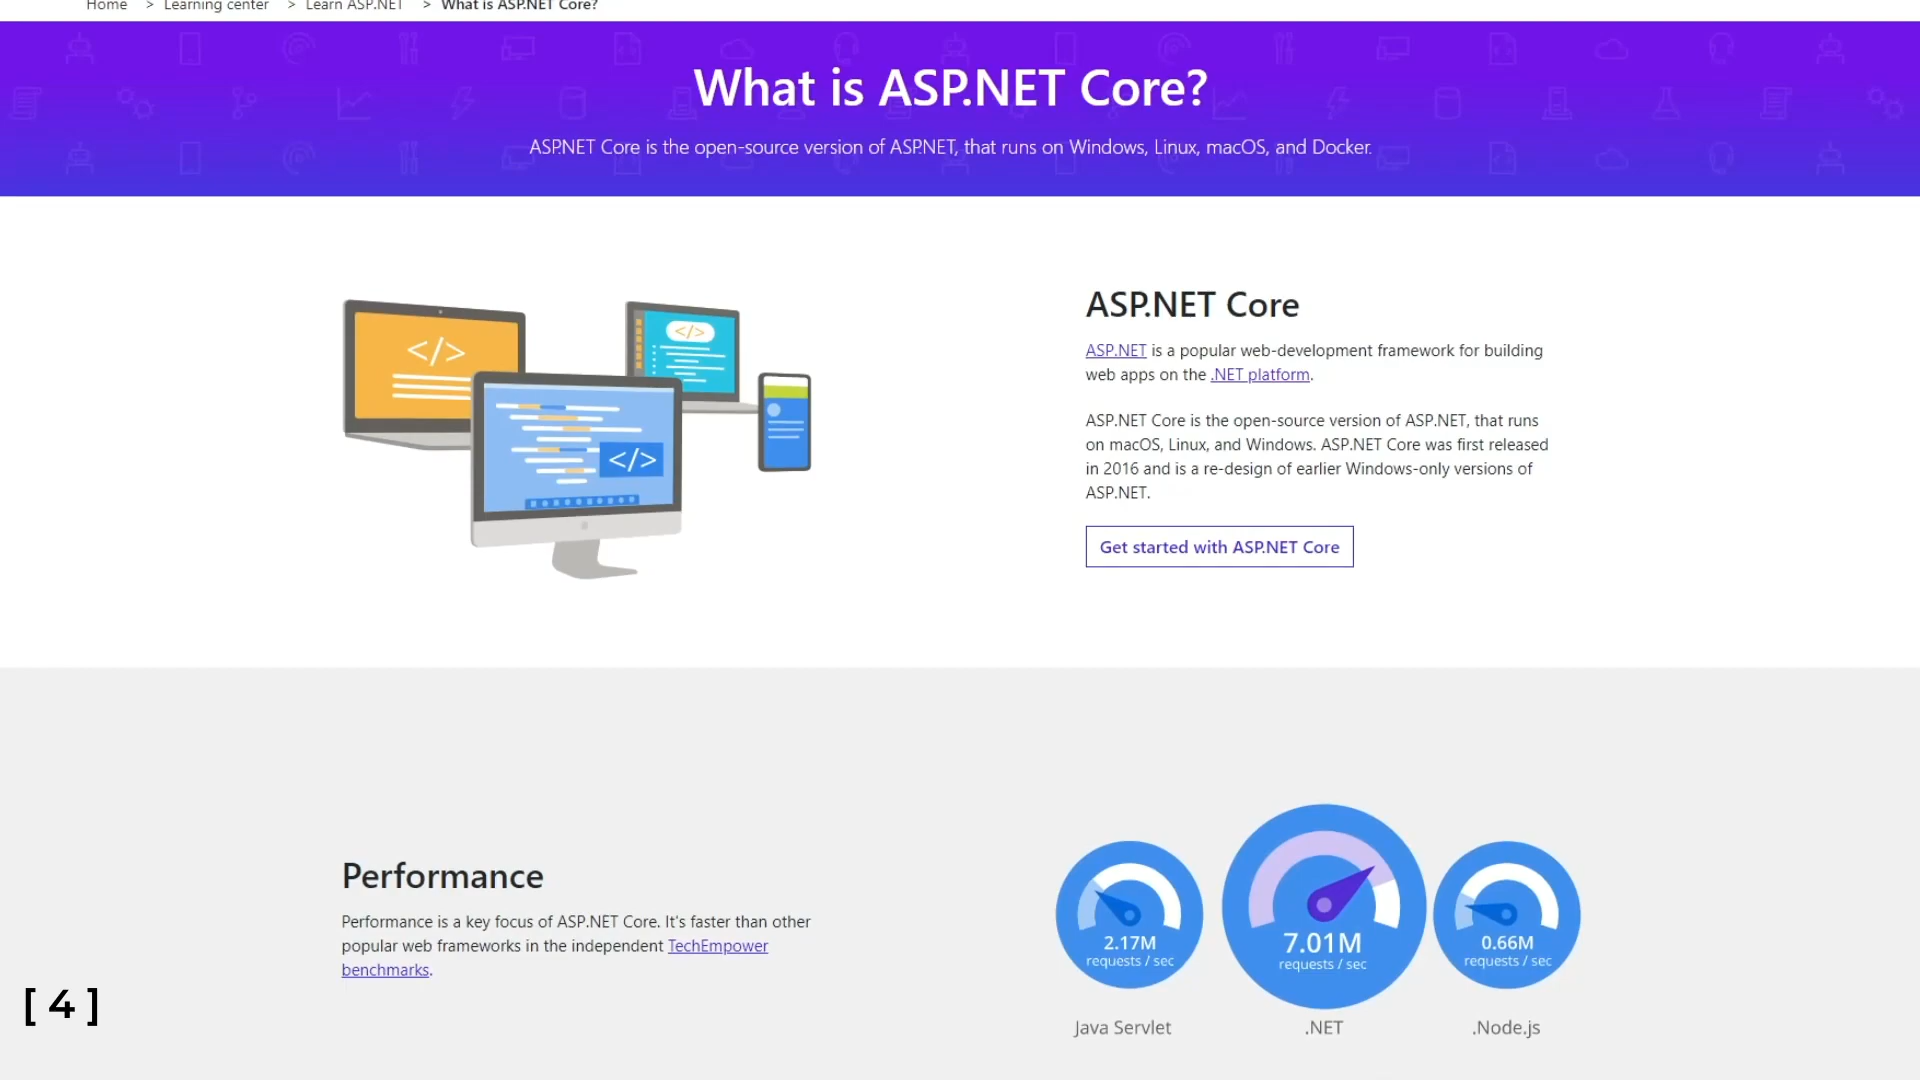 Home > Learning center > Learn ASP.NET > What is ASP.NET Core?
What is ASP.NET Core?
ASP.NET Core is the open-source version of ASP.NET, that runs on Windows, Linux, macOS, and Docker.
</>
</>
</>
ASP.NET Core
ASP.NET is a popular web-development framework for building
web apps on the .NET platform.
ASP.NET Core is the open-source version of ASP.NET, that runs
on macOS, Linux, and Windows. ASP.NET Core was first released
in 2016 and is a re-design of earlier Windows-only versions of
ASP.NET.
Get started with ASP.NET Core
Performance
Performance is a key focus of ASP.NET Core. It's faster than other
popular web frameworks in the independent TechEmpower
benchmarks.
2.17M
requests / sec
Java Servlet
7.01M
requests / sec
.NET
0.66M
requests / sec
.Node.js
[ 4 ]